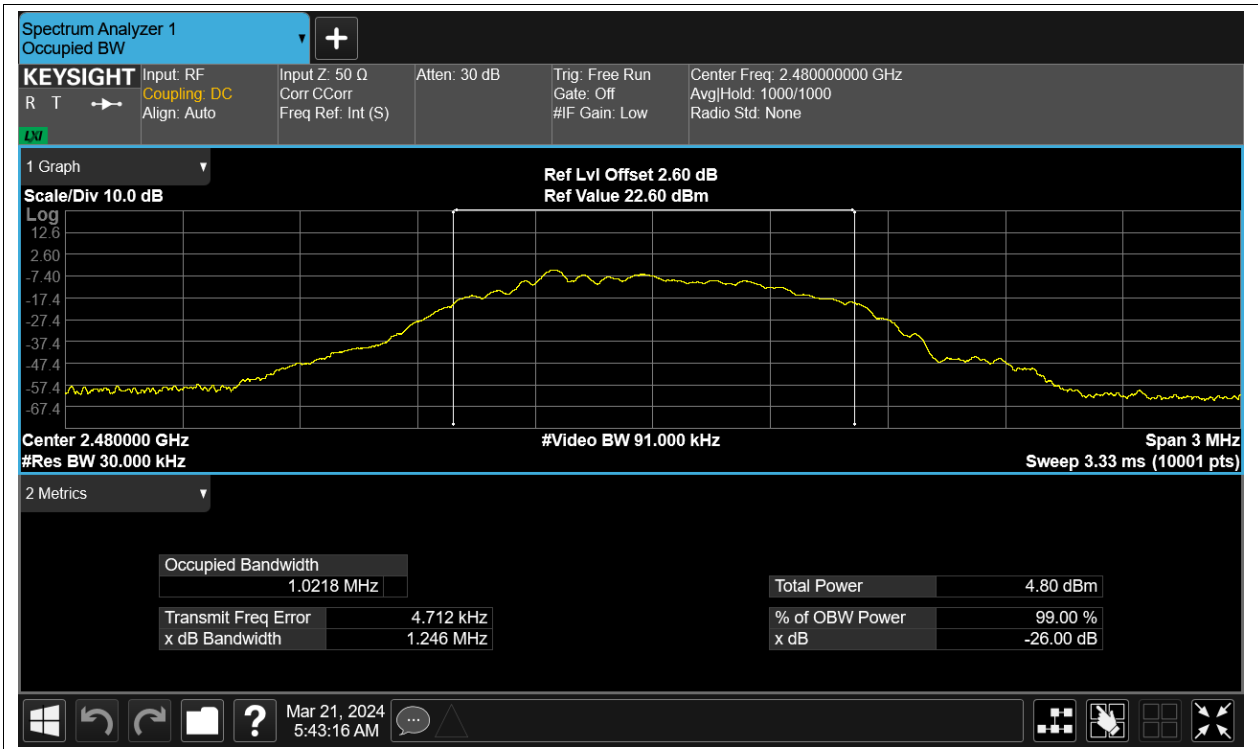 Spectrum Analyzer 1
Occupied BW
+
KEYSIGHT
R T
LXI
Input: RF
Coupling: DC
Align: Auto
Input Z: 50 Ω
Corr CCorr
Freq Ref: Int (S)
Atten: 30 dB
Trig: Free Run
Gate: Off
#IF Gain: Low
Center Freq: 2.480000000 GHz
Avg|Hold: 1000/1000
Radio Std: None
1 Graph
Scale/Div 10.0 dB
Ref Lvl Offset 2.60 dB
Ref Value 22.60 dBm
Log
12.6
2.60
-7.40
-17.4
-27.4
-37.4
-47.4
-57.4
-67.4
Center 2.480000 GHz
#Res BW 30.000 kHz
#Video BW 91.000 kHz
Span 3 MHz
Sweep 3.33 ms (10001 pts)
2 Metrics
Occupied Bandwidth
1.0218 MHz
Transmit Freq Error 4.712 kHz
x dB Bandwidth 1.246 MHz
Total Power 4.80 dBm
% of OBW Power 99.00 %
x dB -26.00 dB
?
Mar 21, 2024
5:43:16 AM